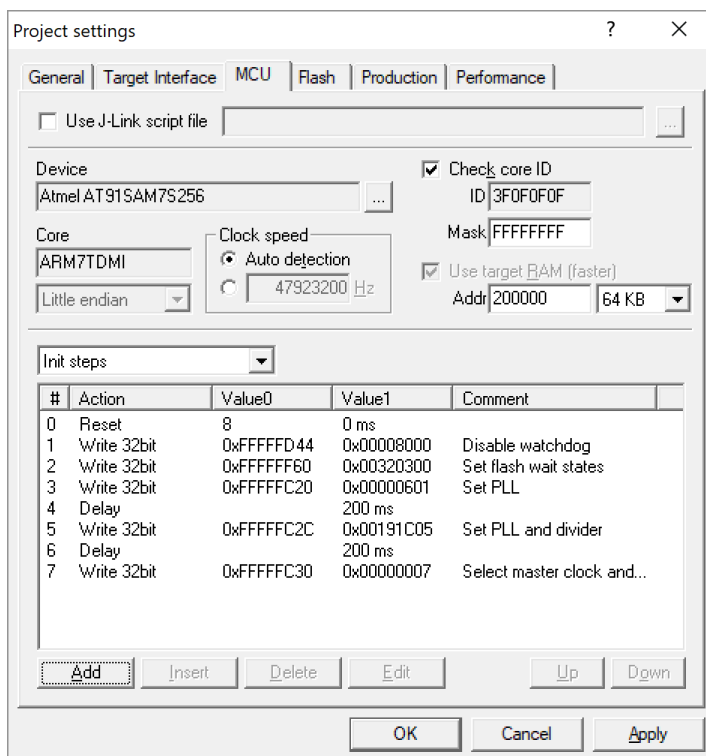 Project settings
? ×
General Target Interface MCU Flash Production Performance
Use J-Link script file ...
Device
Atmel AT91SAM7S256 ...
Check core ID
ID 3F0F0F0F
Mask FFFFFFFF
Core
ARM7TDMI
Little endian
Clock speed
Auto detection
47923200 Hz
Use target RAM (faster)
Addr 200000 64 KB
Init steps
# Action Value0 Value1 Comment
0 Reset 8 0 ms
1 Write 32bit 0xFFFFFD44 0x00008000 Disable watchdog
2 Write 32bit 0xFFFFFF60 0x00320300 Set flash wait states
3 Write 32bit 0xFFFFFC20 0x00000601 Set PLL
4 Delay 200 ms
5 Write 32bit 0xFFFFFC2C 0x00191C05 Set PLL and divider
6 Delay 200 ms
7 Write 32bit 0xFFFFFC30 0x00000007 Select master clock and...
Add Insert Delete Edit Up Down
OK Cancel Apply